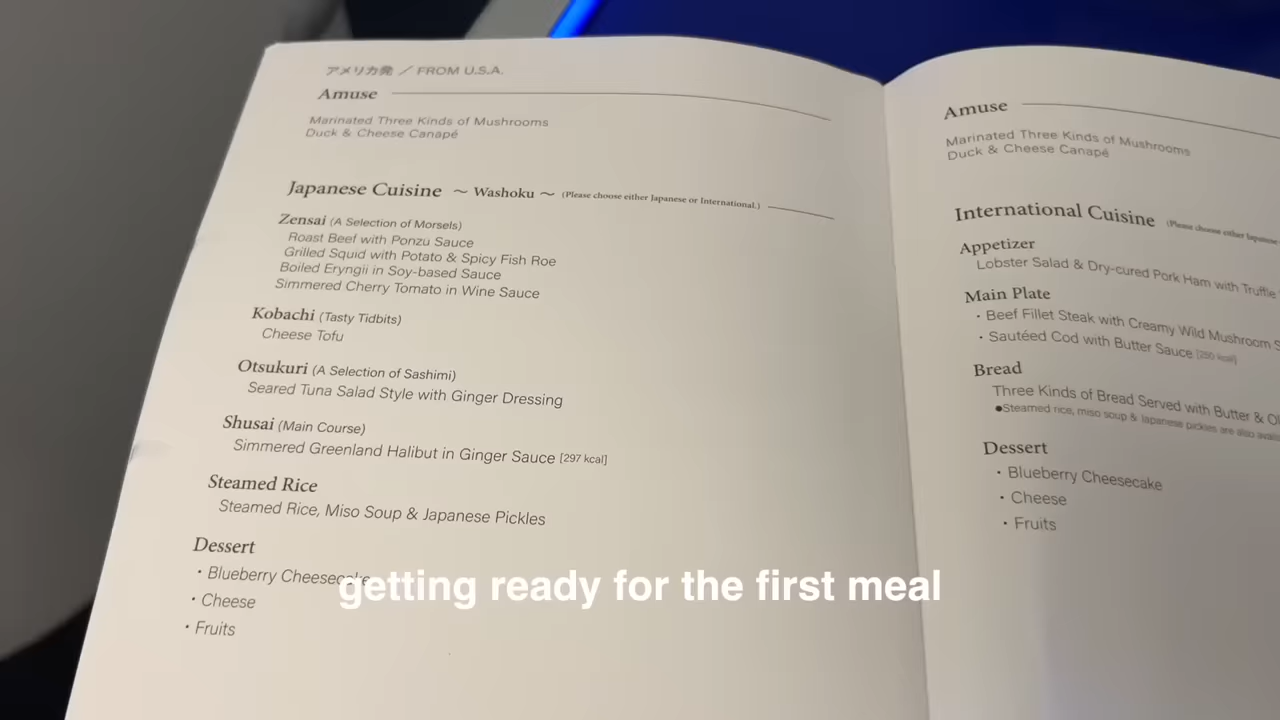 アメリカ発 / FROM U.S.A.
Amuse
Marinated Three Kinds of Mushrooms
Duck & Cheese Canapé
Japanese Cuisine ～ Washoku ～ (Please choose either Japanese or International.)
Zensai (A Selection of Morsels)
Roast Beef with Ponzu Sauce
Grilled Squid with Potato & Spicy Fish Roe
Boiled Eryngii in Soy-based Sauce
Simmered Cherry Tomato in Wine Sauce
Kobachi (Tasty Tidbits)
Cheese Tofu
Otsukuri (A Selection of Sashimi)
Seared Tuna Salad Style with Ginger Dressing
Shusai (Main Course)
Simmered Greenland Halibut in Ginger Sauce [297 kcal]
Steamed Rice
Steamed Rice, Miso Soup & Japanese Pickles
Dessert
・Blueberry Cheesecake
・Cheese
・Fruits
Amuse
Marinated Three Kinds of Mushrooms
Duck & Cheese Canapé
International Cuisine (Please choose either Japanese
Appetizer
Lobster Salad & Dry-cured Pork Ham with Truffle
Main Plate
・Beef Fillet Steak with Creamy Wild Mushroom S
・Sautéed Cod with Butter Sauce
Bread
Three Kinds of Bread Served with Butter & Ol
●Steamed rice, miso soup & Japanese pickles are also
Dessert
・Blueberry Cheesecake
・Cheese
・Fruits
getting ready for the first meal